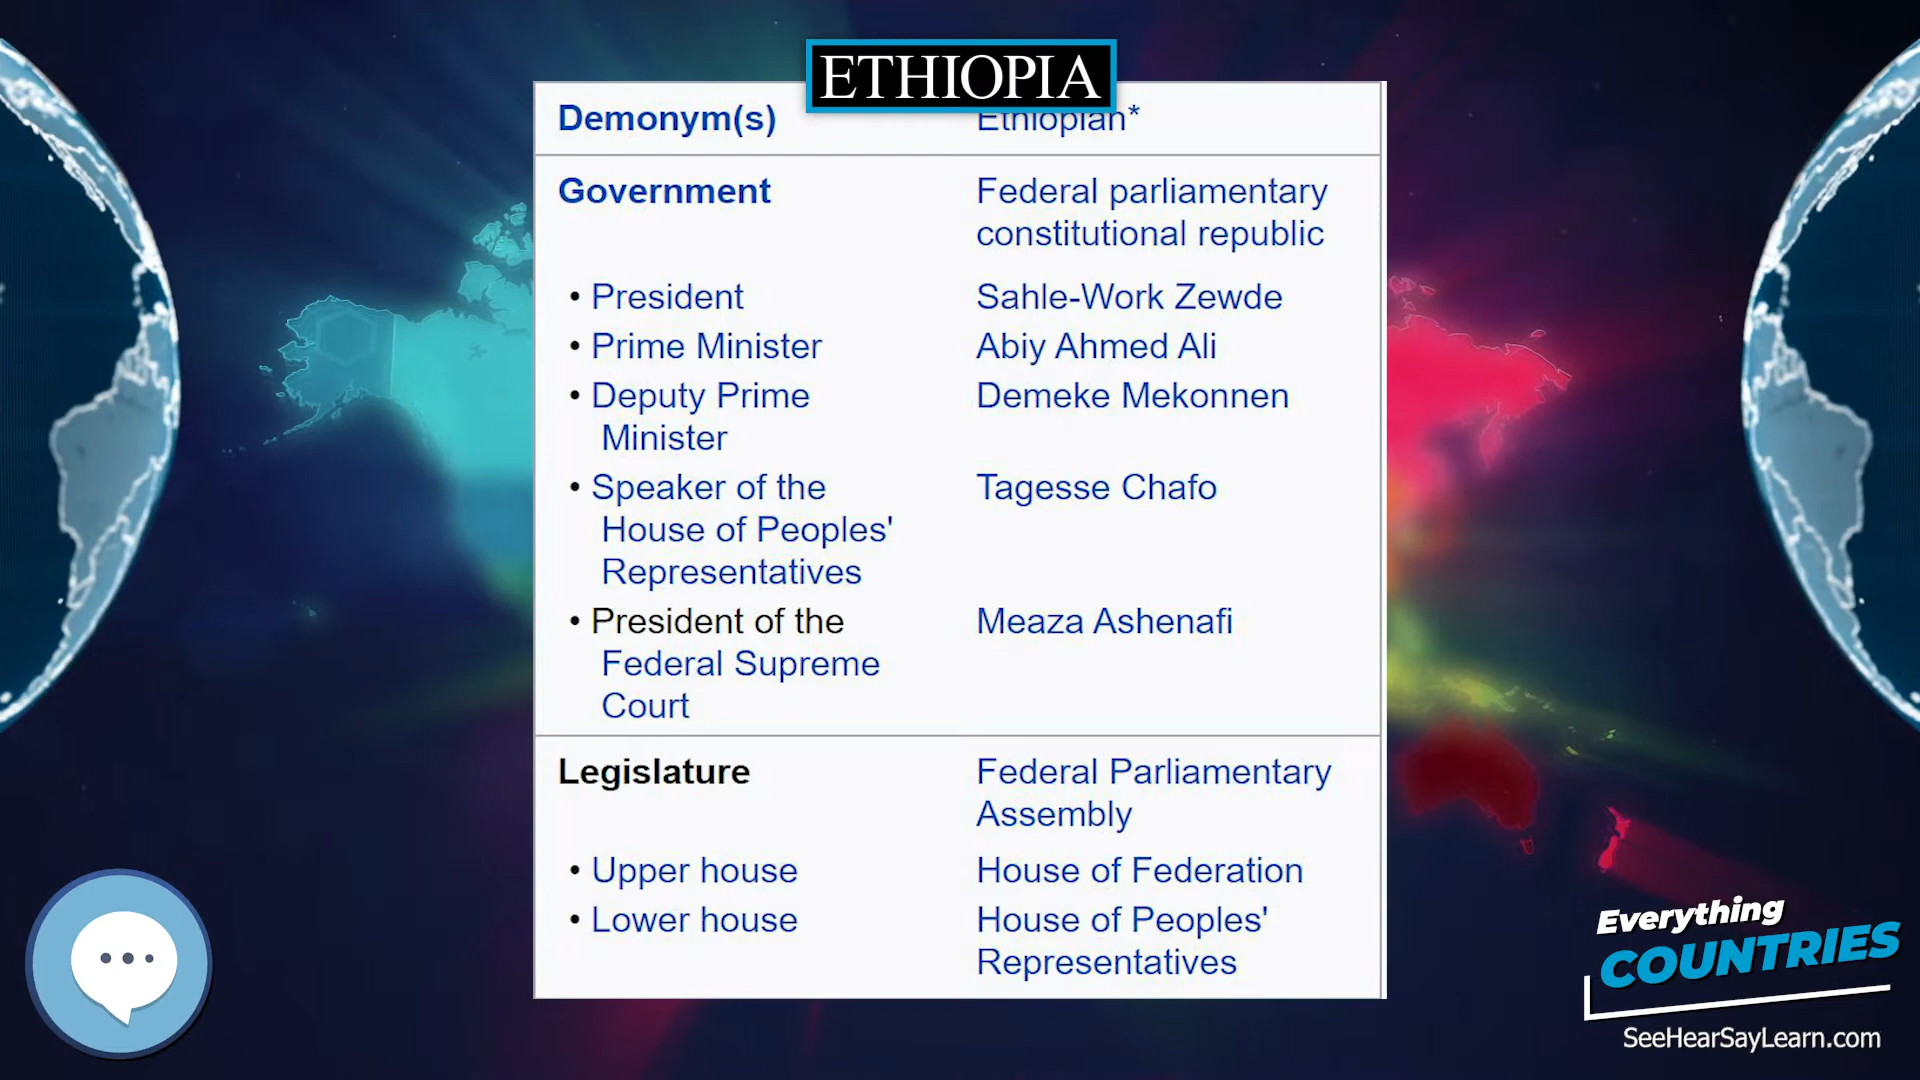 ETHIOPIA
Demonym(s) Ethiopian*
Government Federal parliamentary
constitutional republic
• President Sahle-Work Zewde
• Prime Minister Abiy Ahmed Ali
• Deputy Prime Demeke Mekonnen
Minister
• Speaker of the Tagesse Chafo
House of Peoples'
Representatives
• President of the Meaza Ashenafi
Federal Supreme
Court
Legislature Federal Parliamentary
Assembly
• Upper house House of Federation
• Lower house House of Peoples'
Representatives
Everything
COUNTRIES
SeeHearSayLearn.com